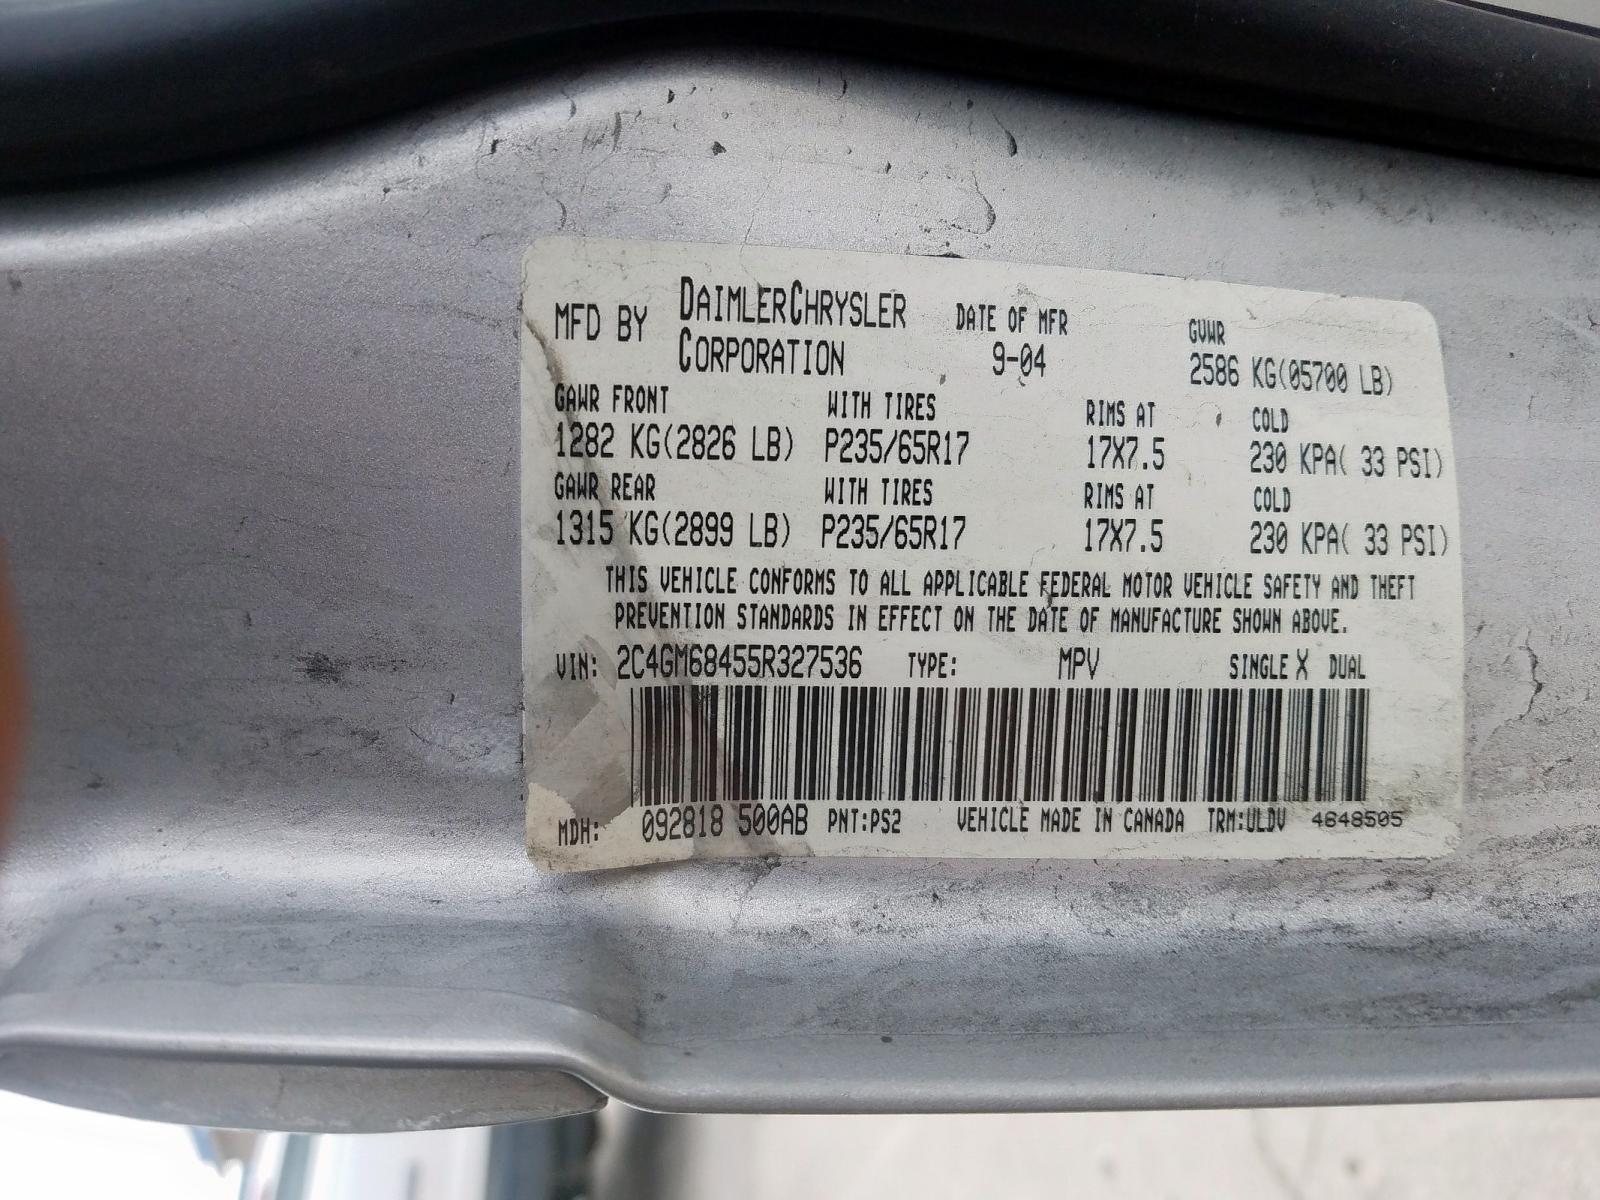 MFD BY DAIMLERCHRYSLER CORPORATION DATE OF MFR 9-04 GVWR 2586 KG(05700 LB)
GAWR FRONT WITH TIRES RIMS AT COLD
1282 KG(2826 LB) P235/65R17 17X7.5 230 KPA( 33 PSI)
GAWR REAR WITH TIRES RIMS AT COLD
1315 KG(2899 LB) P235/65R17 17X7.5 230 KPA( 33 PSI)
THIS VEHICLE CONFORMS TO ALL APPLICABLE FEDERAL MOTOR VEHICLE SAFETY AND THEFT
PREVENTION STANDARDS IN EFFECT ON THE DATE OF MANUFACTURE SHOWN ABOVE.
VIN: 2C4GM68455R327536 TYPE: MPV SINGLE X DUAL
MDH: 092818 500AB PNT:PS2 VEHICLE MADE IN CANADA TRM:ULDV 4648505